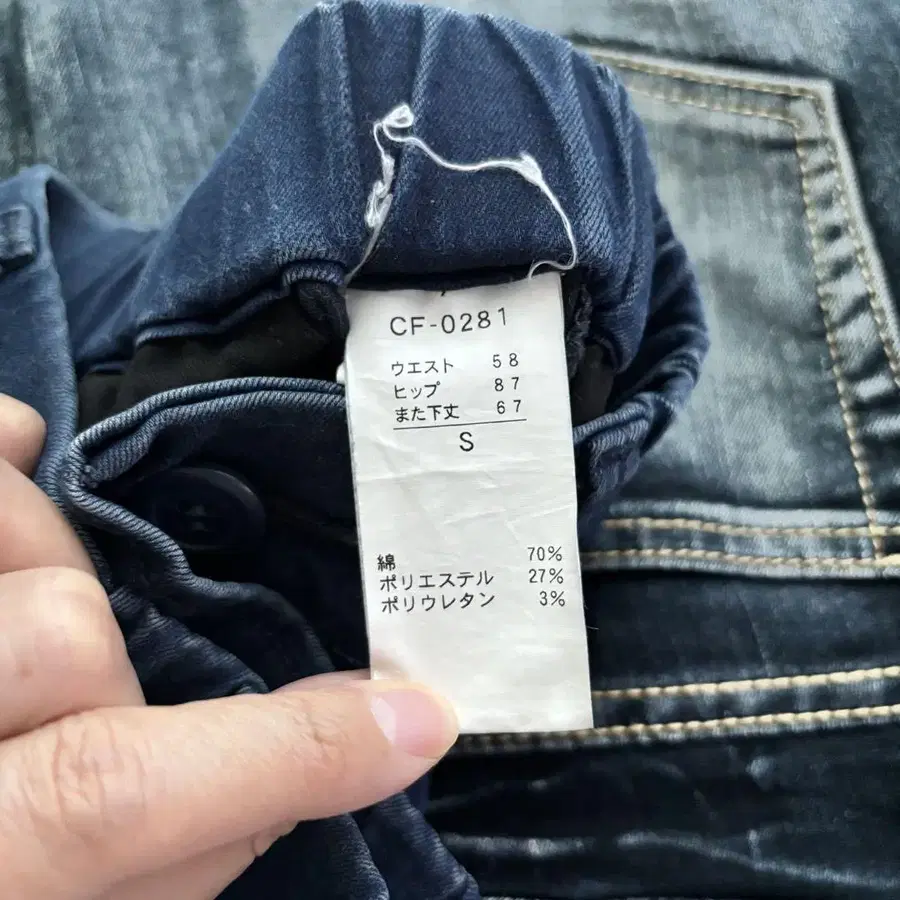 CF-0281
ウエスト 58
ヒップ 87
また下丈 67
S
綿 70%
ポリエステル 27%
ポリウレタン 3%